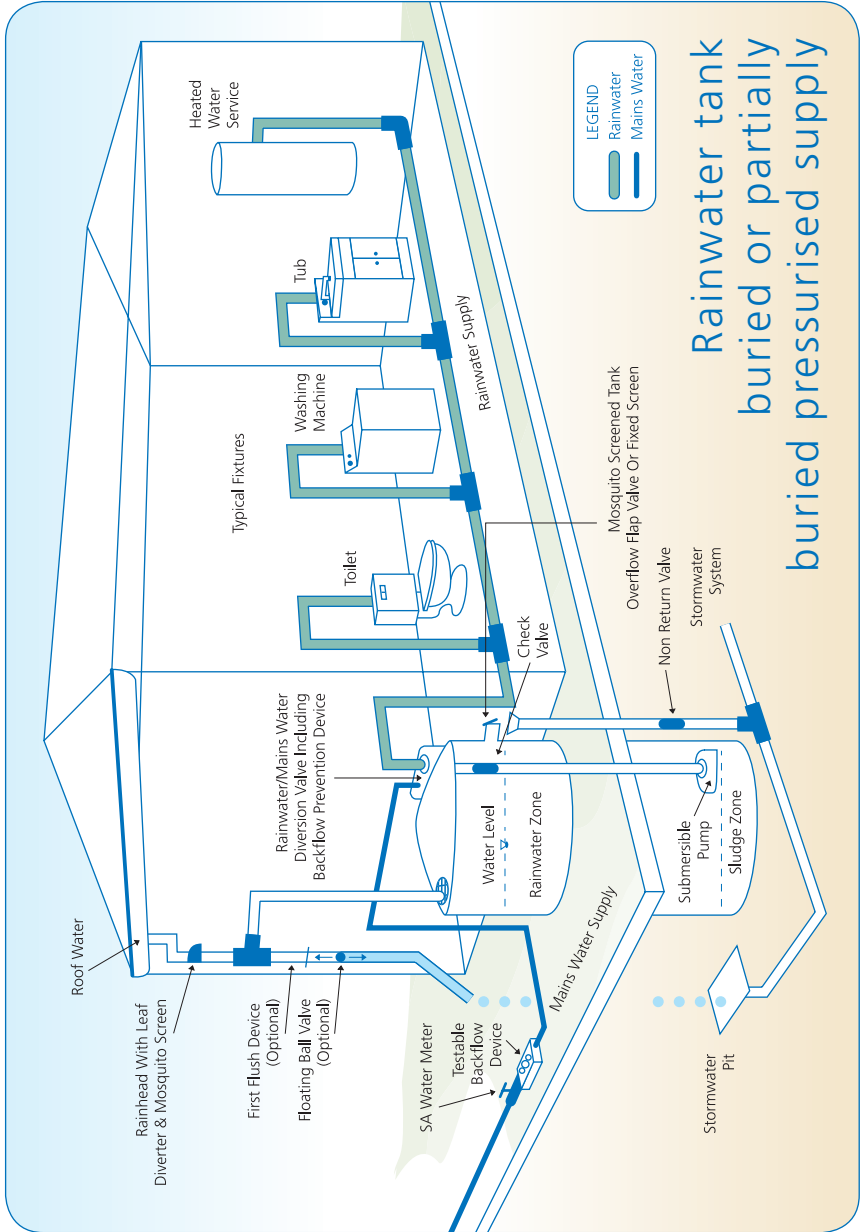 Roof Water
Rainhead With Leaf
Diverter & Mosquito Screen
First Flush Device
(Optional)
Floating Ball Valve
(Optional)
SA Water Meter
Testable
Backflow
Device
Mains Water Supply
Stormwater
Pit
Rainwater/Mains Water
Diversion Valve Including
Backflow Prevention Device
Water Level
Rainwater Zone
Submersible
Pump
Sludge Zone
Typical Fixtures
Toilet
Washing
Machine
Tub
Heated
Water
Service
Rainwater Supply
Check
Valve
Mosquito Screened Tank
Overflow Flap Valve Or Fixed Screen
Non Return Valve
Stormwater
System
LEGEND
Rainwater
Mains Water
Rainwater tank
buried or partially
buried pressurised supply